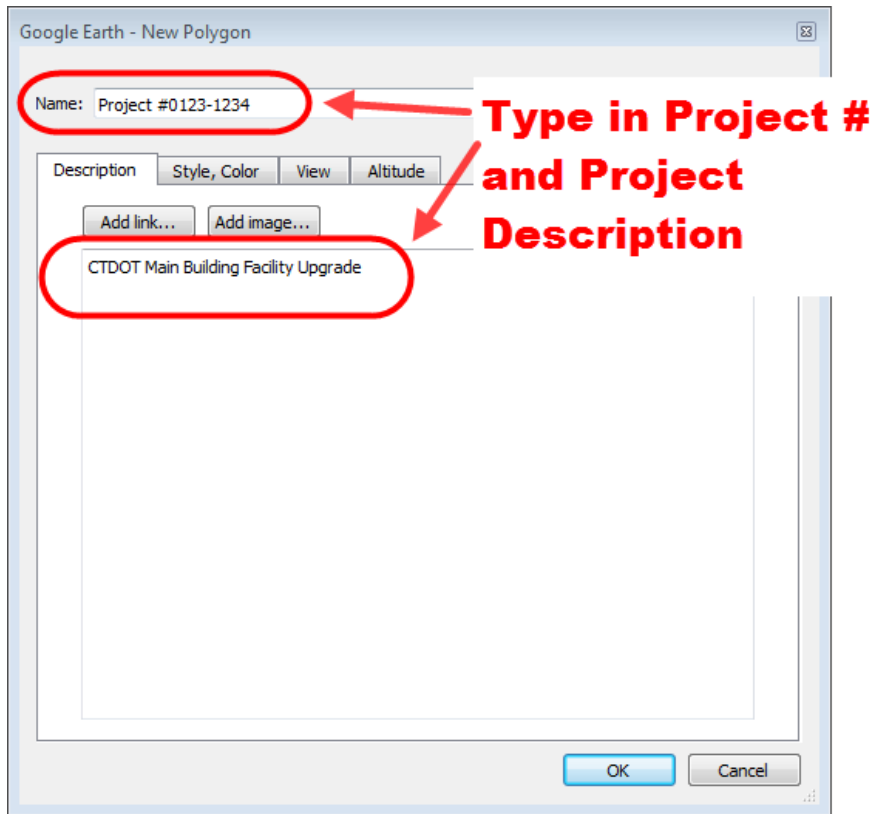 Google Earth - New Polygon
Name: Project #0123-1234
Type in Project #
and Project
Description
Description Style, Color View Altitude
Add link... Add image...
CTDOT Main Building Facility Upgrade
OK Cancel